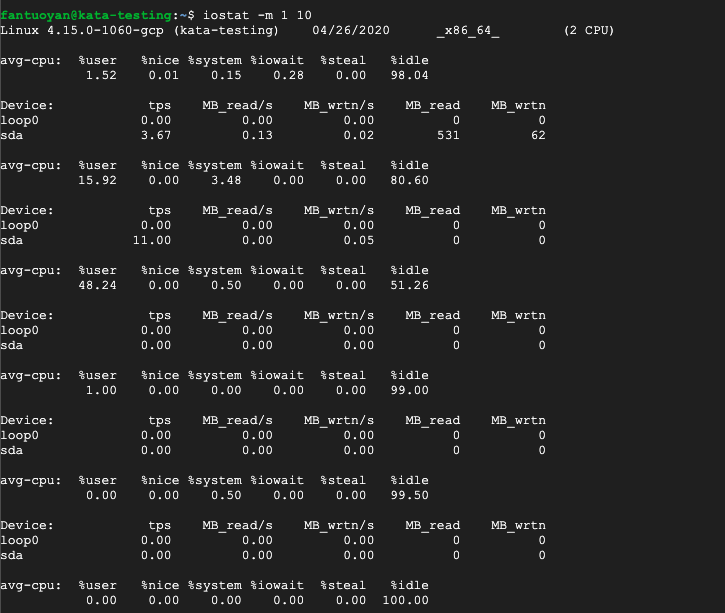 fantuoyan@kata-testing:~$ iostat -m 1 10
Linux 4.15.0-1060-gcp (kata-testing) 04/26/2020 _x86_64_ (2 CPU)
avg-cpu: %user %nice %system %iowait %steal %idle
1.52 0.01 0.15 0.28 0.00 98.04
Device: tps MB_read/s MB_wrtn/s MB_read MB_wrtn
loop0 0.00 0.00 0.00 0 0
sda 3.67 0.13 0.02 531 62
avg-cpu: %user %nice %system %iowait %steal %idle
15.92 0.00 3.48 0.00 0.00 80.60
Device: tps MB_read/s MB_wrtn/s MB_read MB_wrtn
loop0 0.00 0.00 0.00 0 0
sda 11.00 0.00 0.05 0 0
avg-cpu: %user %nice %system %iowait %steal %idle
48.24 0.00 0.50 0.00 0.00 51.26
Device: tps MB_read/s MB_wrtn/s MB_read MB_wrtn
loop0 0.00 0.00 0.00 0 0
sda 0.00 0.00 0.00 0 0
avg-cpu: %user %nice %system %iowait %steal %idle
1.00 0.00 0.00 0.00 0.00 99.00
Device: tps MB_read/s MB_wrtn/s MB_read MB_wrtn
loop0 0.00 0.00 0.00 0 0
sda 0.00 0.00 0.00 0 0
avg-cpu: %user %nice %system %iowait %steal %idle
0.00 0.00 0.50 0.00 0.00 99.50
Device: tps MB_read/s MB_wrtn/s MB_read MB_wrtn
loop0 0.00 0.00 0.00 0 0
sda 0.00 0.00 0.00 0 0
avg-cpu: %user %nice %system %iowait %steal %idle
0.00 0.00 0.00 0.00 0.00 100.00